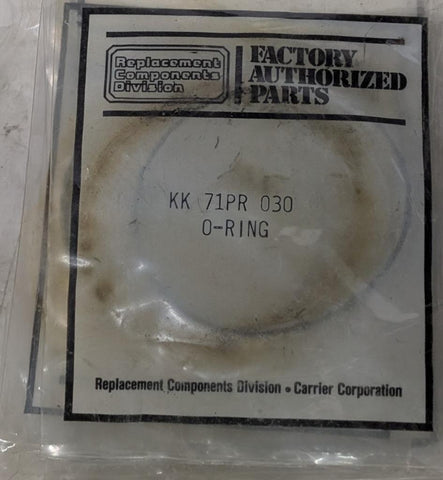 Replacement
Components
Division
FACTORY
AUTHORIZED
PARTS
KK 71PR 030
O-RING
Replacement Components Division • Carrier Corporation